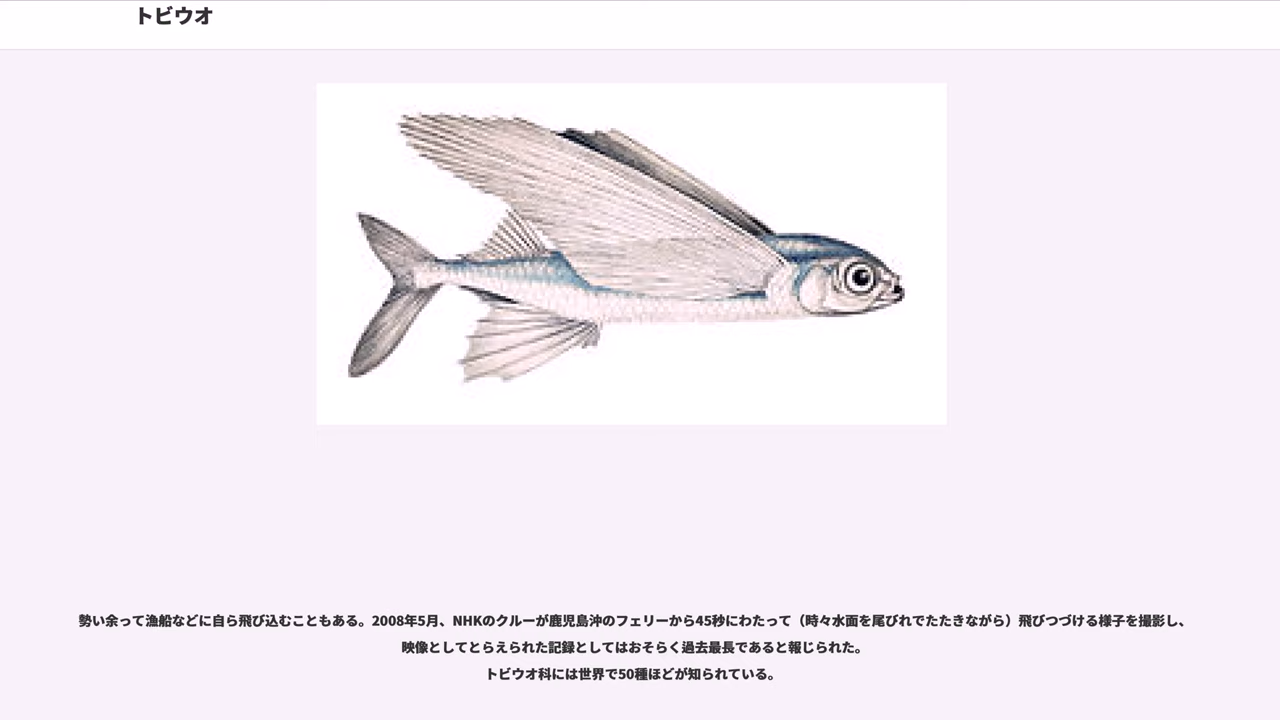 トビウオ
勢い余って漁船などに自ら飛び込むこともある。2008年5月、NHKのクルーが鹿児島沖のフェリーから45秒にわたって（時々水面を尾びれでたたきながら）飛びつづける様子を撮影し、
映像としてとらえられた記録としてはおそらく過去最長であると報じられた。
トビウオ科には世界で50種ほどが知られている。